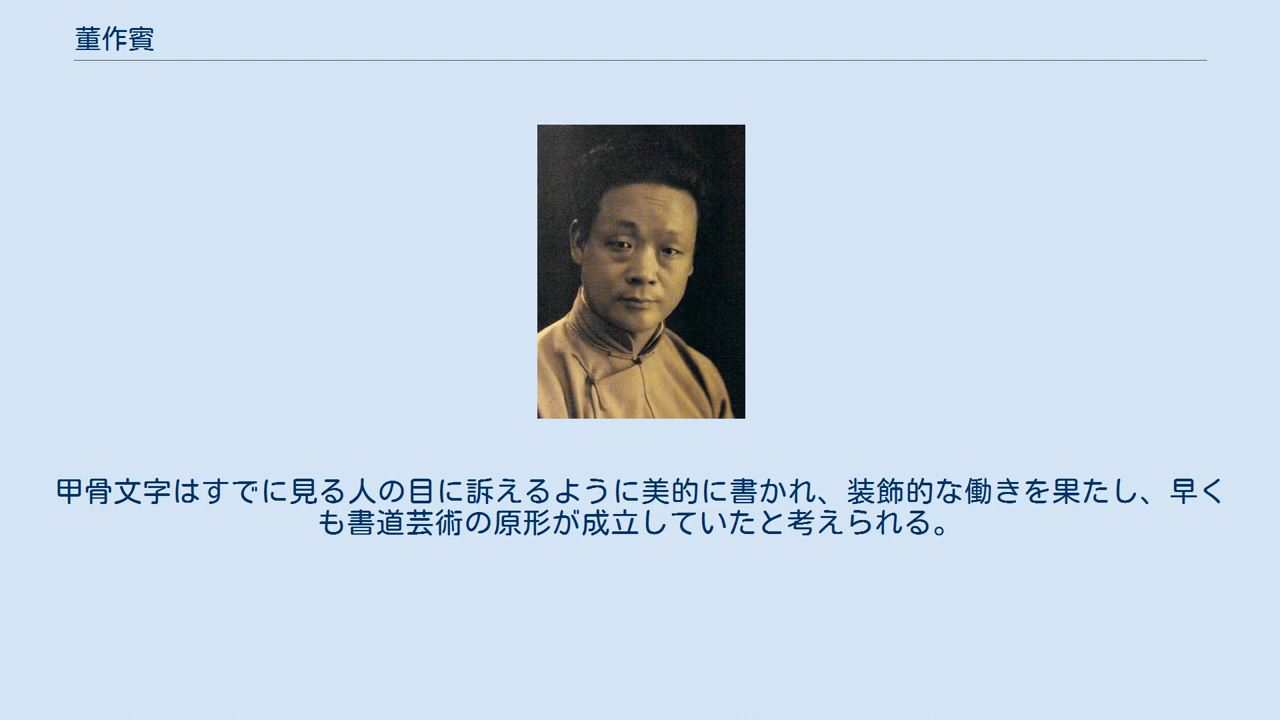 董作賓
甲骨文字はすでに見る人の目に訴えるように美的に書かれ、装飾的な働きを果たし、早く
も書道芸術の原形が成立していたと考えられる。